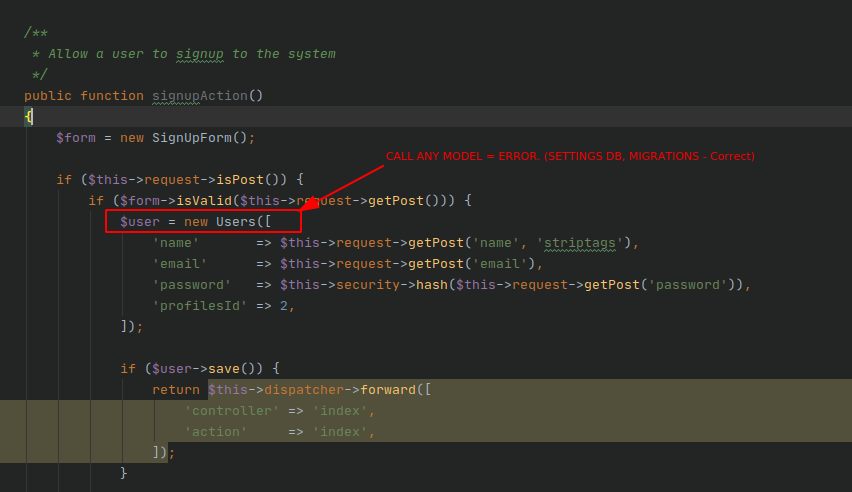 /**
 * Allow a user to signup to the system
 */
public function signupAction()
{
    $form = new SignUpForm();
CALL ANY MODEL = ERROR. (SETTINGS DB, MIGRATIONS - Correct)
    if ($this->request->isPost()) {
        if ($form->isValid($this->request->getPost())) {
            $user = new Users([
                'name'       => $this->request->getPost('name', 'striptags'),
                'email'      => $this->request->getPost('email'),
                'password'   => $this->security->hash($this->request->getPost('password')),
                'profilesId' => 2,
            ]);
            if ($user->save()) {
                return $this->dispatcher->forward([
                    'controller' => 'index',
                    'action'     => 'index',
                ]);
            }